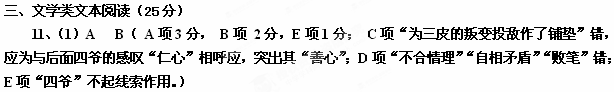 三、文学类文本阅读（25分）
11、（1）A　B（ A项3分， B项 2分，E项1分； C项“为三皮的叛变投敌作了铺垫”错，
应为与后面四爷的感叹“仁心”相呼应，突出其“善心”；D项“不合情理”“自相矛盾”“败笔”错；
E项“四爷”不起线索作用。）